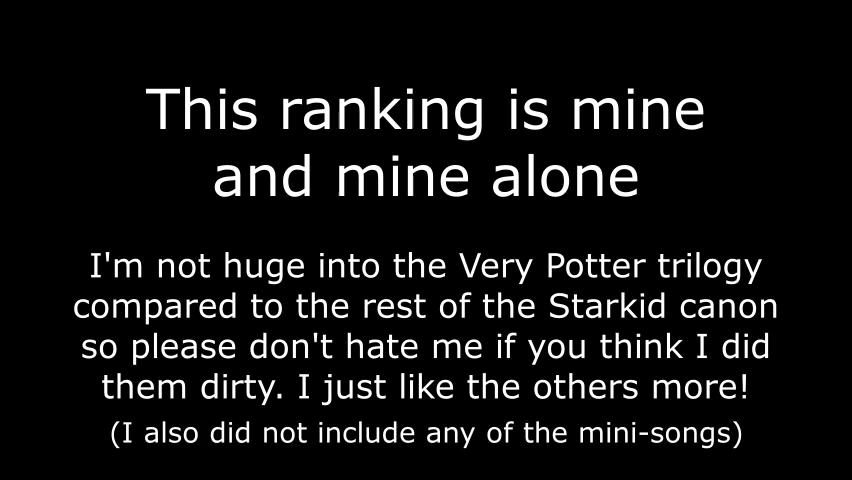 This ranking is mine
and mine alone
I'm not huge into the Very Potter trilogy
compared to the rest of the Starkid canon
so please don't hate me if you think I did
them dirty. I just like the others more!
(I also did not include any of the mini-songs)